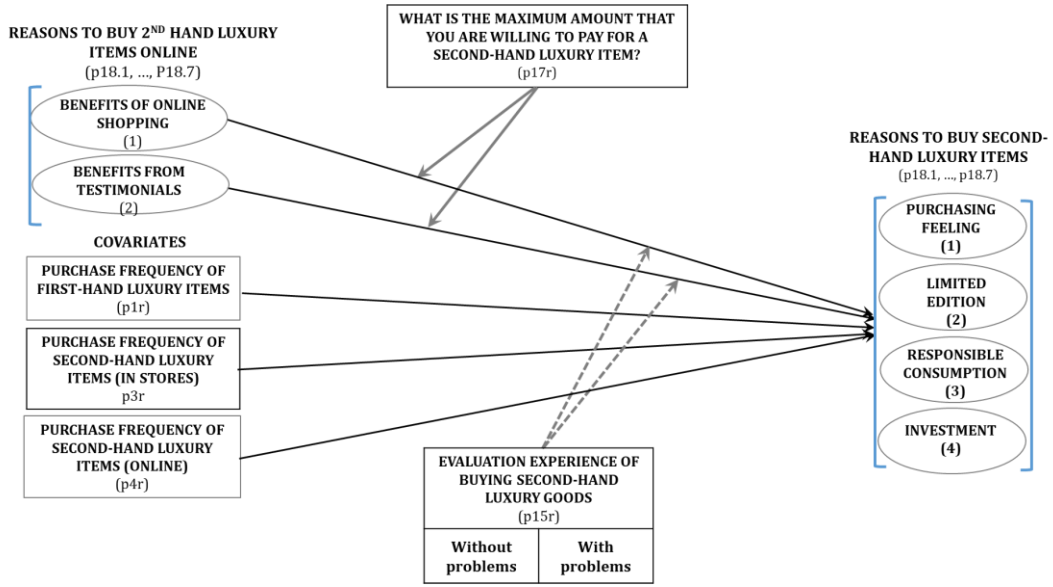 REASONS TO BUY 2ND HAND LUXURY
ITEMS ONLINE
(p18.1, ..., P18.7)
BENEFITS OF ONLINE
SHOPPING
(1)
BENEFITS FROM
TESTIMONIALS
(2)
COVARIATES
PURCHASE FREQUENCY OF
FIRST-HAND LUXURY ITEMS
(p1r)
PURCHASE FREQUENCY OF
SECOND-HAND LUXURY
ITEMS (IN STORES)
p3r
PURCHASE FREQUENCY OF
SECOND-HAND LUXURY
ITEMS (ONLINE)
(p4r)
WHAT IS THE MAXIMUM AMOUNT THAT
YOU ARE WILLING TO PAY FOR A
SECOND-HAND LUXURY ITEM?
(p17r)
EVALUATION EXPERIENCE OF
BUYING SECOND-HAND
LUXURY GOODS
(p15r)
Without
problems
With
problems
REASONS TO BUY SECOND-
HAND LUXURY ITEMS
(p18.1, ..., p18.7)
PURCHASING
FEELING
(1)
LIMITED
EDITION
(2)
RESPONSIBLE
CONSUMPTION
(3)
INVESTMENT
(4)